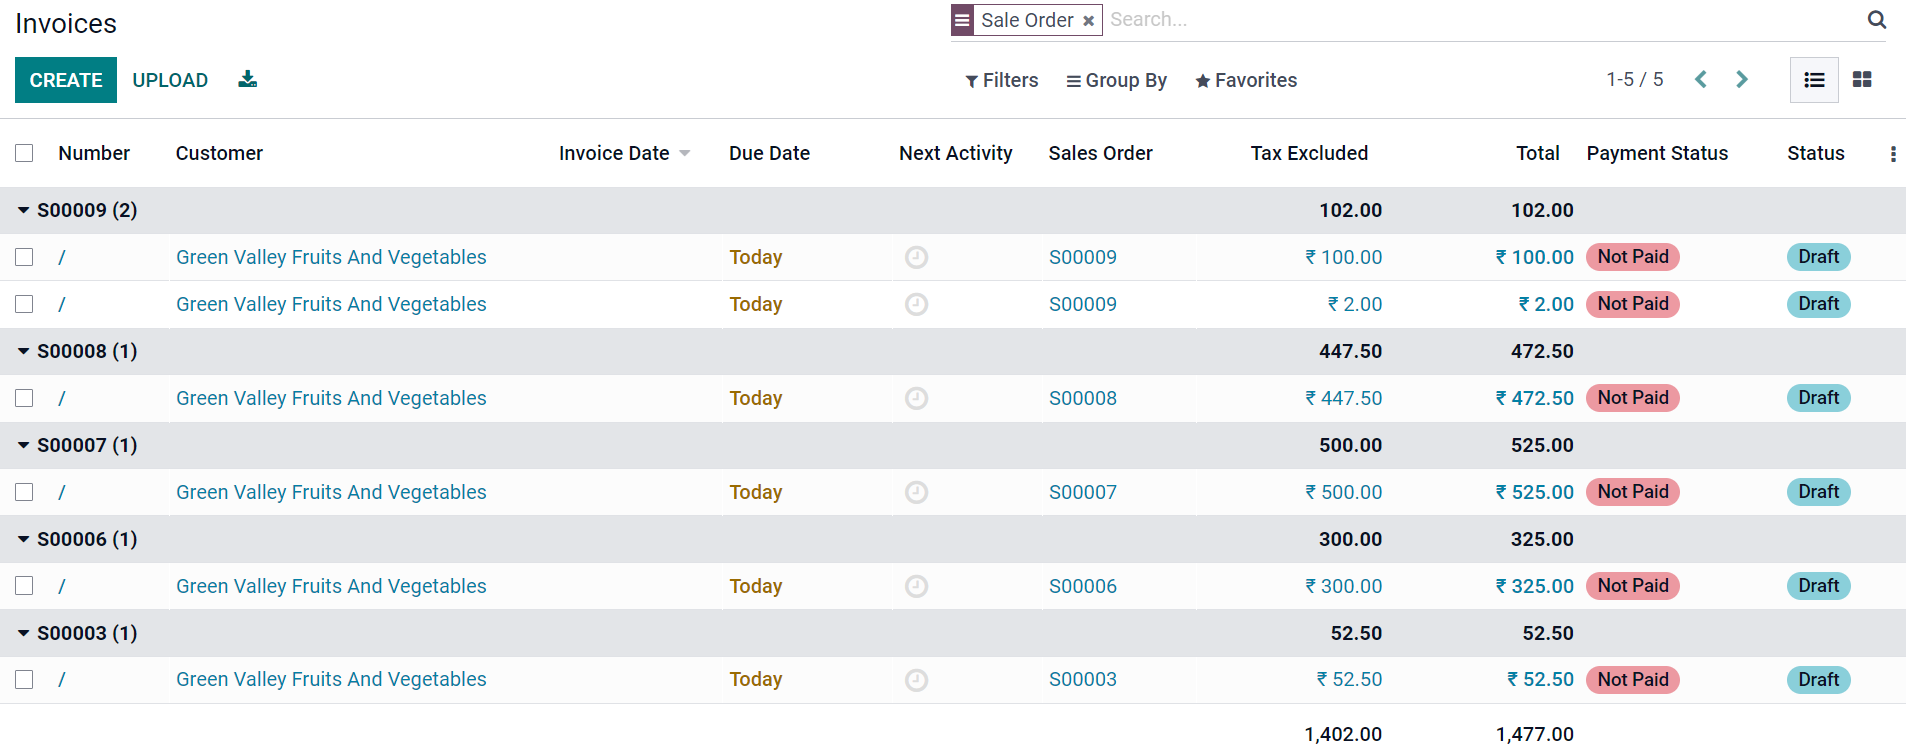 Invoices
Sale Order × Search...
CREATE UPLOAD
Filters Group By Favorites 1-5 / 5
Number Customer Invoice Date Due Date Next Activity Sales Order Tax Excluded Total Payment Status Status
S00009 (2) 102.00 102.00
/ Green Valley Fruits And Vegetables Today S00009 ₹ 100.00 ₹ 100.00 Not Paid Draft
/ Green Valley Fruits And Vegetables Today S00009 ₹ 2.00 ₹ 2.00 Not Paid Draft
S00008 (1) 447.50 472.50
/ Green Valley Fruits And Vegetables Today S00008 ₹ 447.50 ₹ 472.50 Not Paid Draft
S00007 (1) 500.00 525.00
/ Green Valley Fruits And Vegetables Today S00007 ₹ 500.00 ₹ 525.00 Not Paid Draft
S00006 (1) 300.00 325.00
/ Green Valley Fruits And Vegetables Today S00006 ₹ 300.00 ₹ 325.00 Not Paid Draft
S00003 (1) 52.50 52.50
/ Green Valley Fruits And Vegetables Today S00003 ₹ 52.50 ₹ 52.50 Not Paid Draft
1,402.00 1,477.00